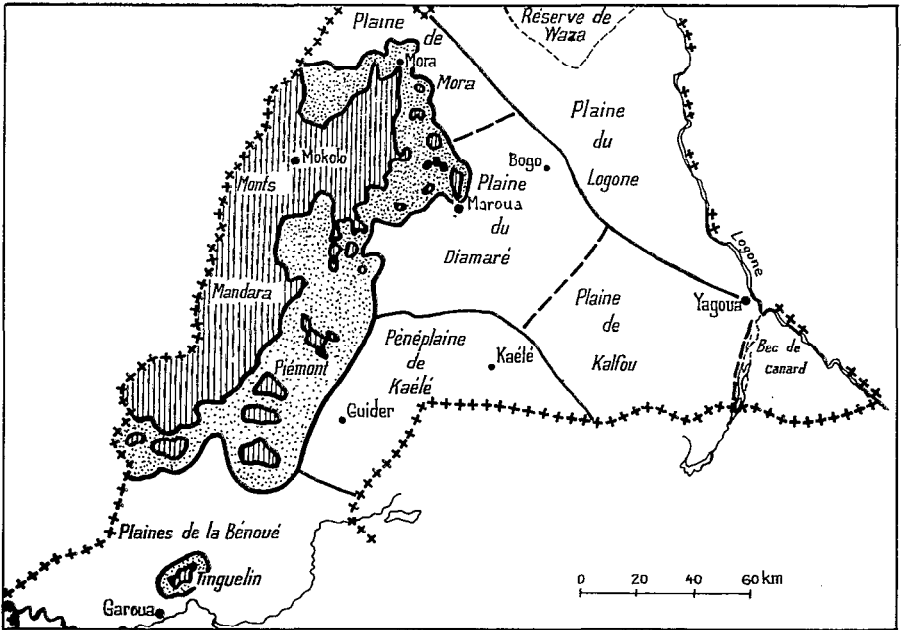 Réserve de
Waza
Plaine
de
Mora
Mora
Plaine
du
Logone
Mokolo
Monts
Bogo
Plaine
Maroua
du
Diamaré
Logone
Mandara
Plaine
de
Kalfou
Yagoua
Bec de
canard
Pénéplaine
de
Kaélé
Kaélé
Piémont
Guider
Plaines de la Bénoué
Tinguelin
Garoua
0 20 40 60 km